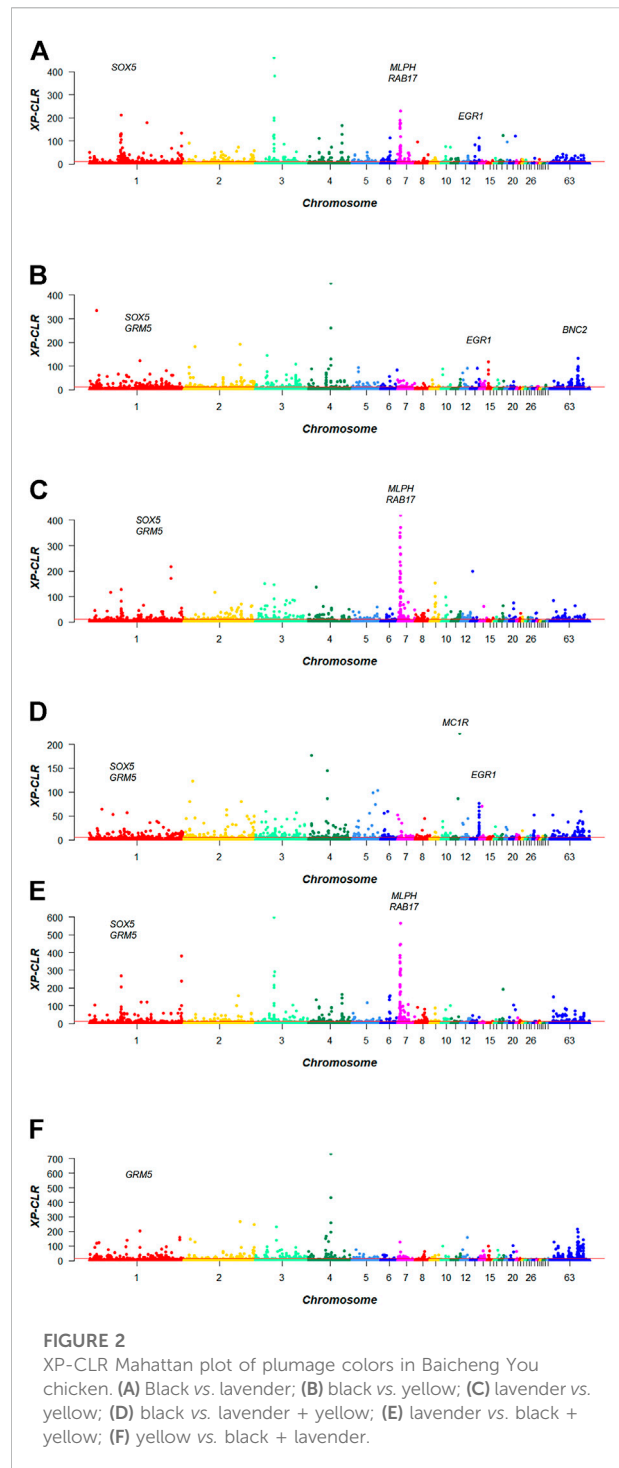 A
SOX5
MLPH
RAB17
EGR1
XP-CLR
400
300
200
100
0
1 2 3 4 5 6 7 8 10 12 15 20 26 63
Chromosome
B
SOX5
GRM5
EGR1
BNC2
XP-CLR
400
300
200
100
0
1 2 3 4 5 6 7 8 10 12 15 20 26 63
Chromosome
C
SOX5
GRM5
MLPH
RAB17
XP-CLR
400
300
200
100
0
1 2 3 4 5 6 7 8 10 12 15 20 26 63
Chromosome
D
SOX5
GRM5
MC1R
EGR1
XP-CLR
200
150
100
50
0
1 2 3 4 5 6 7 8 10 12 15 20 26 63
Chromosome
E
SOX5
GRM5
MLPH
RAB17
XP-CLR
600
500
400
300
200
100
0
1 2 3 4 5 6 7 8 10 12 15 20 26 63
Chromosome
F
GRM5
XP-CLR
700
600
500
400
300
200
100
0
1 2 3 4 5 6 7 8 10 12 15 20 26 63
Chromosome
FIGURE 2
XP-CLR Mahattan plot of plumage colors in Baicheng You
chicken. (A) Black vs. lavender; (B) black vs. yellow; (C) lavender vs.
yellow; (D) black vs. lavender + yellow; (E) lavender vs. black +
yellow; (F) yellow vs. black + lavender.